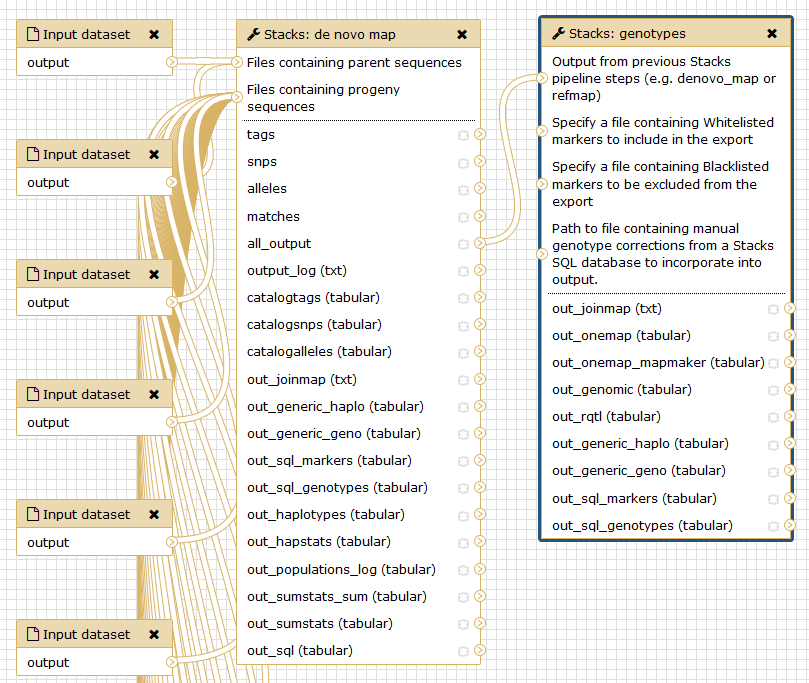 Input dataset
output
Input dataset
output
Input dataset
output
Input dataset
output
Input dataset
output
Input dataset
output
Stacks: de novo map
Files containing parent sequences
Files containing progeny
sequences
tags
snps
alleles
matches
all_output
output_log (txt)
catalogtags (tabular)
catalogsnps (tabular)
catalogalleles (tabular)
out_joinmap (txt)
out_generic_haplo (tabular)
out_generic_geno (tabular)
out_sql_markers (tabular)
out_sql_genotypes (tabular)
out_haplotypes (tabular)
out_hapstats (tabular)
out_populations_log (tabular)
out_sumstats_sum (tabular)
out_sumstats (tabular)
out_sql (tabular)
Stacks: genotypes
Output from previous Stacks
pipeline steps (e.g. denovo_map or
refmap)
Specify a file containing Whitelisted
markers to include in the export
Specify a file containing Blacklisted
markers to be excluded from the
export
Path to file containing manual
genotype corrections from a Stacks
SQL database to incorporate into
output.
out_joinmap (txt)
out_onemap (tabular)
out_onemap_mapmaker (tabular)
out_genomic (tabular)
out_rqtl (tabular)
out_generic_haplo (tabular)
out_generic_geno (tabular)
out_sql_markers (tabular)
out_sql_genotypes (tabular)